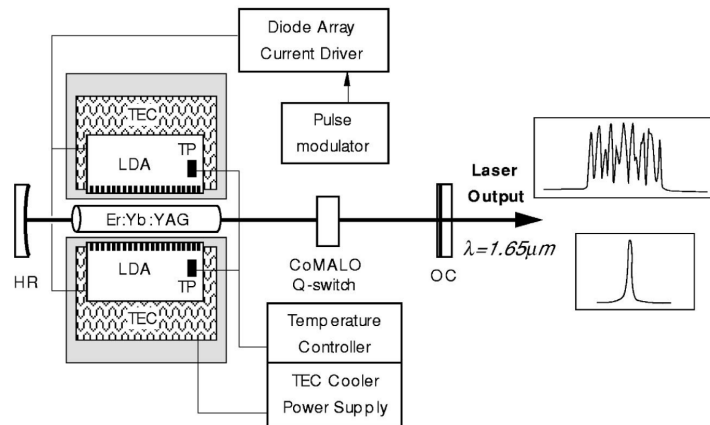 Diode Array
Current Driver
TEC
TP
LDA
Pulse
modulator
Laser
Output
Er:Yb:YAG
λ=1.65μm
HR
LDA
TP
CoMALO
Q-switch
OC
TEC
Temperature
Controller
TEC Cooler
Power Supply